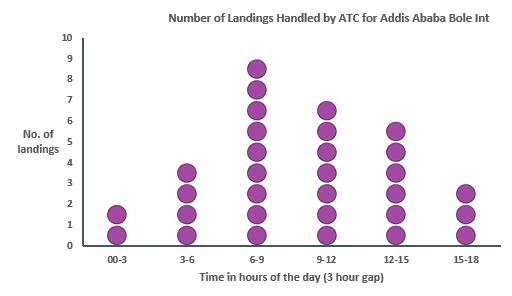 Number of Landings Handled by ATC for Addis Ababa Bole Int
10
9
8
7
6
5
4
3
2
1
0
No. of
landings
00-3 3-6 6-9 9-12 12-15 15-18
Time in hours of the day (3 hour gap)